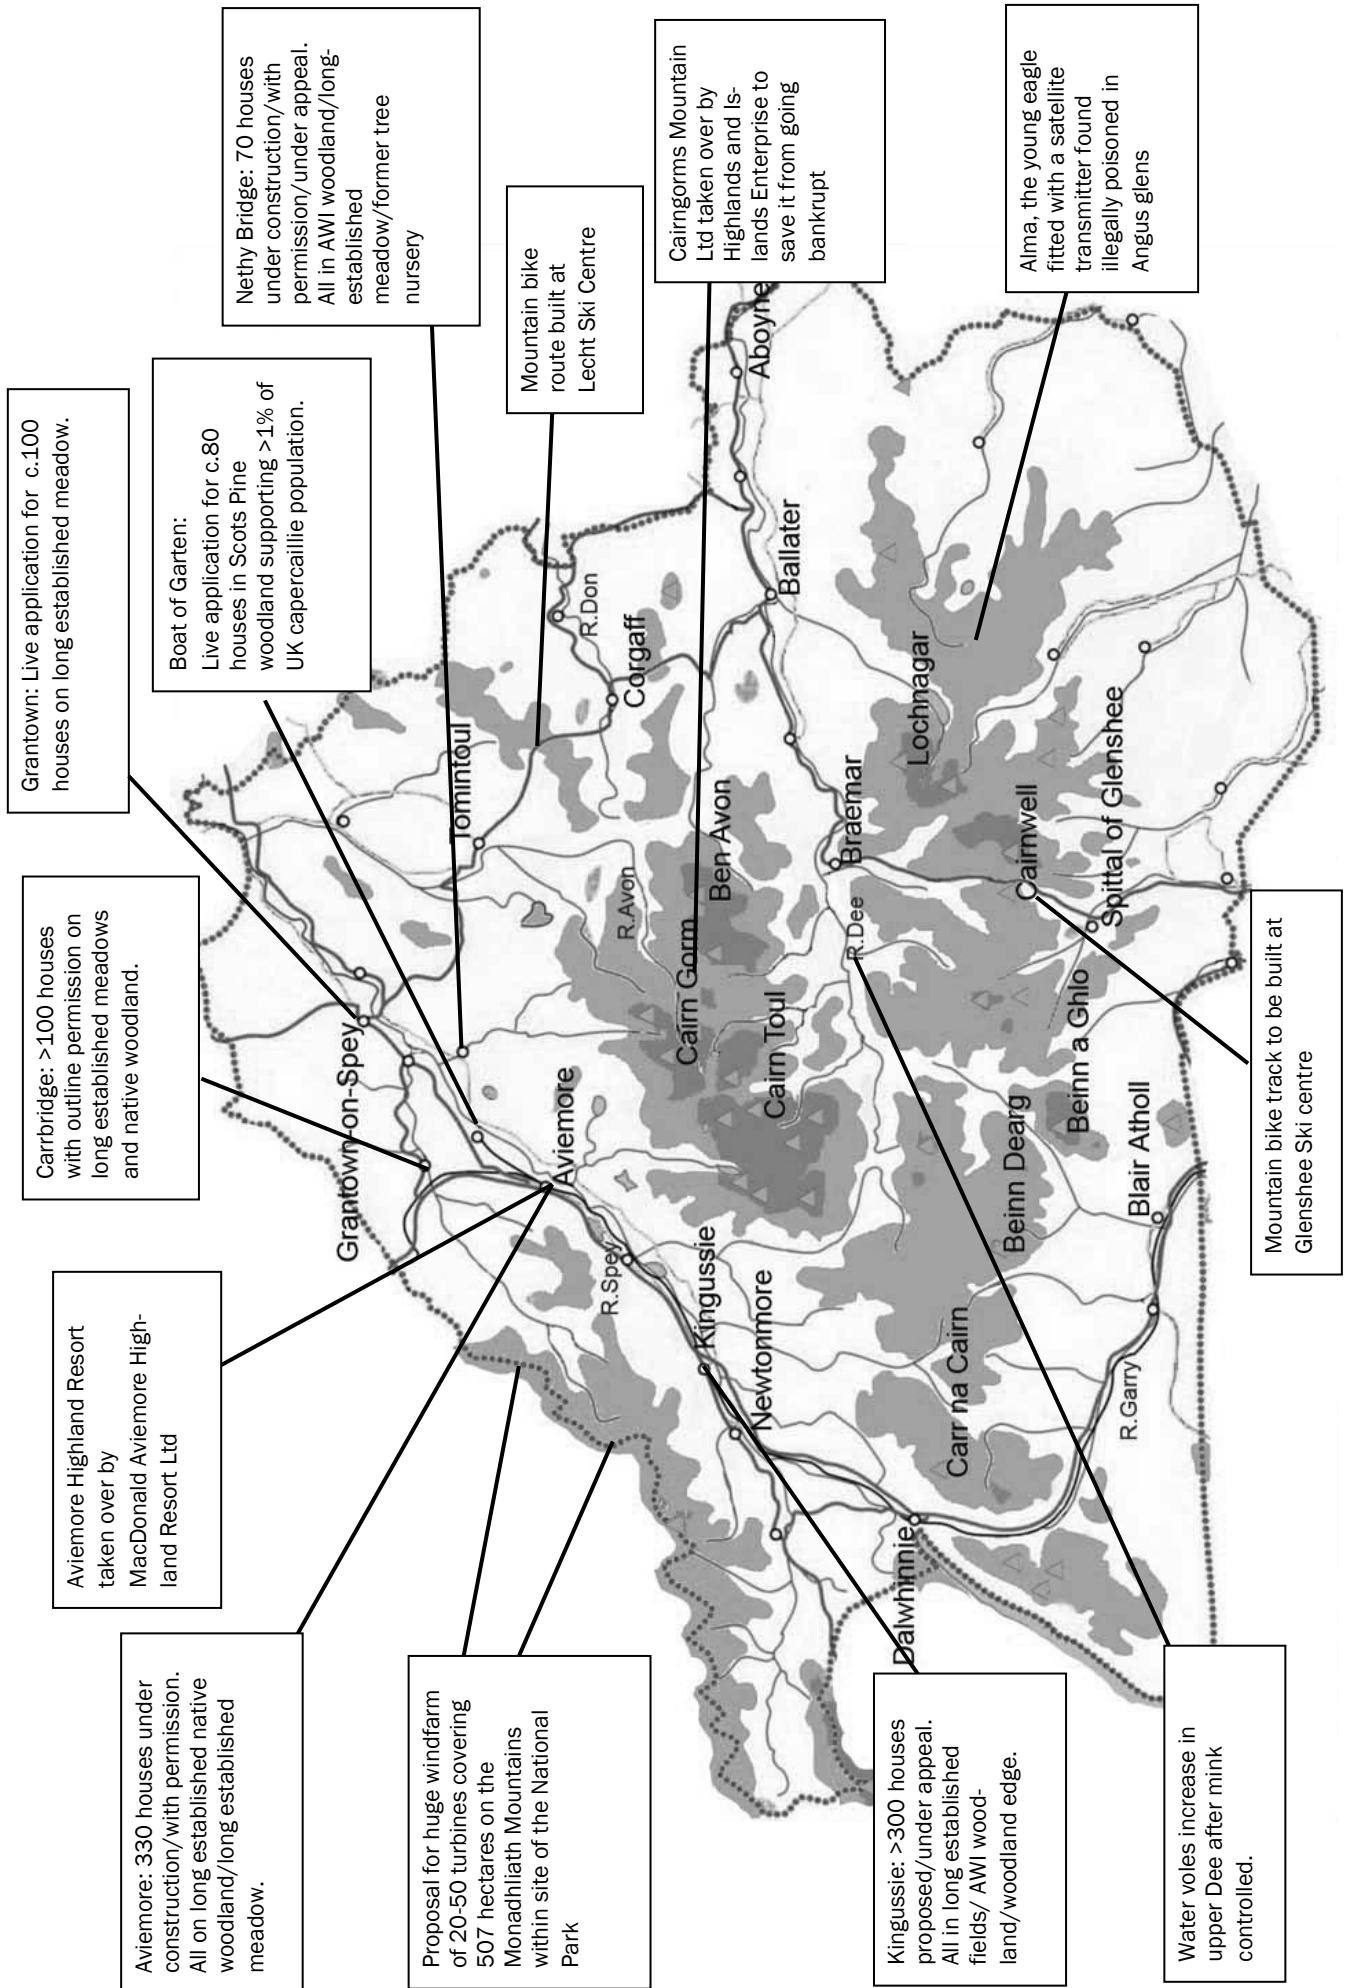 Aviemore: 330 houses under
construction/with permission.
All on long established native
woodland/long established
meadow.
Aviemore Highland Resort
taken over by
MacDonald Aviemore High-
land Resort Ltd
Carrbridge: >100 houses
with outline permission on
long established meadows
and native woodland.
Grantown: Live application for c.100
houses on long established meadow.
Boat of Garten:
Live application for c.80
houses in Scots Pine
woodland supporting >1% of
UK capercaillie population.
Nethy Bridge: 70 houses
under construction/with
permission/under appeal.
All in AWI woodland/long-
established
meadow/former tree
nursery
Proposal for huge windfarm
of 20-50 turbines covering
507 hectares on the
Monadhliath Mountains
within site of the National
Park
Mountain bike
route built at
Lecht Ski Centre
Cairngorms Mountain
Ltd taken over by
Highlands and Is-
lands Enterprise to
save it from going
bankrupt
Grantown-on-Spey
Tomintoul
Aviemore
R.Don
R.Spey
R.Avon
Corgaff
Cairn Gorm
Kingussie
Ben Avon
Newtonmore
Cairn Toul
Aboyne
Ballater
Braemar
R.Dee
Dalwhinnie
Lochnagar
Carr na Cairn
Beinn Dearg
Cairnwell
Beinn a Ghlo
Spittal of Glenshee
R.Garry
Blair Atholl
Alma, the young eagle
fitted with a satellite
transmitter found
illegally poisoned in
Angus glens
Kingussie: >300 houses
proposed/under appeal.
All in long established
fields/ AWI wood-
land/woodland edge.
Water voles increase in
upper Dee after mink
controlled.
Mountain bike track to be built at
Glenshee Ski centre